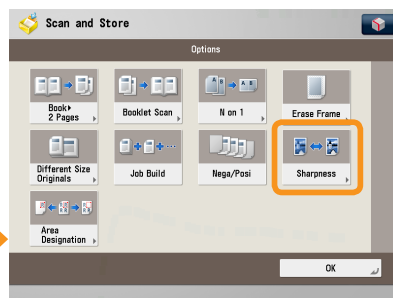 Scan and Store
Options
Book▸
2 Pages
Booklet Scan
N on 1
Erase Frame
Different Size
Originals
Job Build
Nega/Posi
Sharpness
Area
Designation
OK